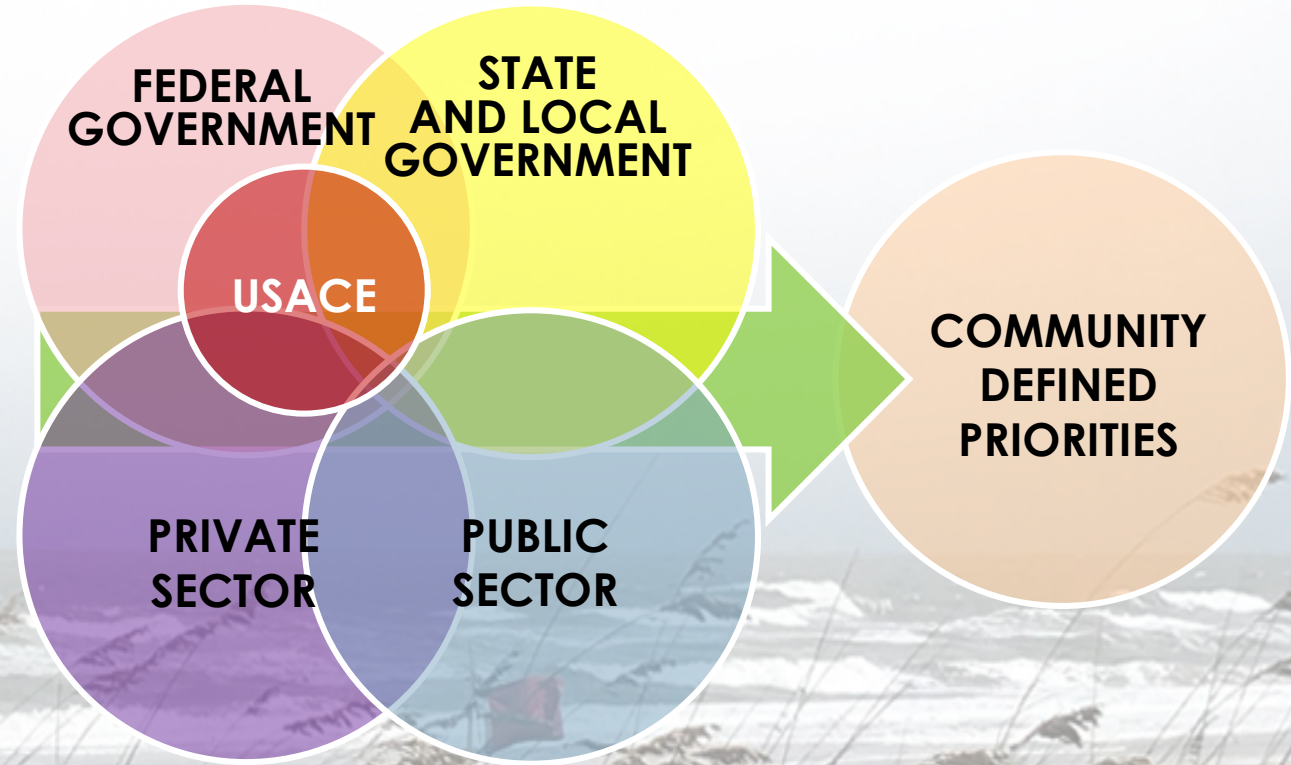 FEDERAL
GOVERNMENT
STATE
AND LOCAL
GOVERNMENT
USACE
PRIVATE
SECTOR
PUBLIC
SECTOR
COMMUNITY
DEFINED
PRIORITIES